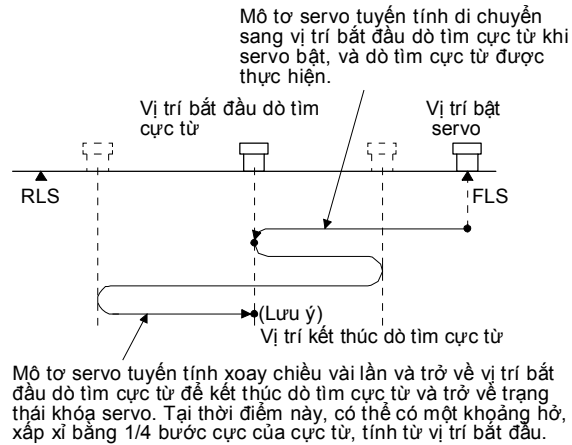 Mô tơ servo tuyến tính di chuyển
sang vị trí bắt đầu dò tìm cực từ khi
servo bật, và dò tìm cực từ được
thực hiện.
Vị trí bắt đầu dò tìm
cực từ
Vị trí bật
servo
RLS
FLS
(Lưu ý)
Vị trí kết thúc dò tìm cực từ
Mô tơ servo tuyến tính xoay chiều vài lần và trở về vị trí bắt
đầu dò tìm cực từ để kết thúc dò tìm cực từ và trở về trạng
thái khóa servo. Tại thời điểm này, có thể có một khoảng hở,
xấp xỉ bằng 1/4 bước cực của cực từ, tính từ vị trí bắt đầu.